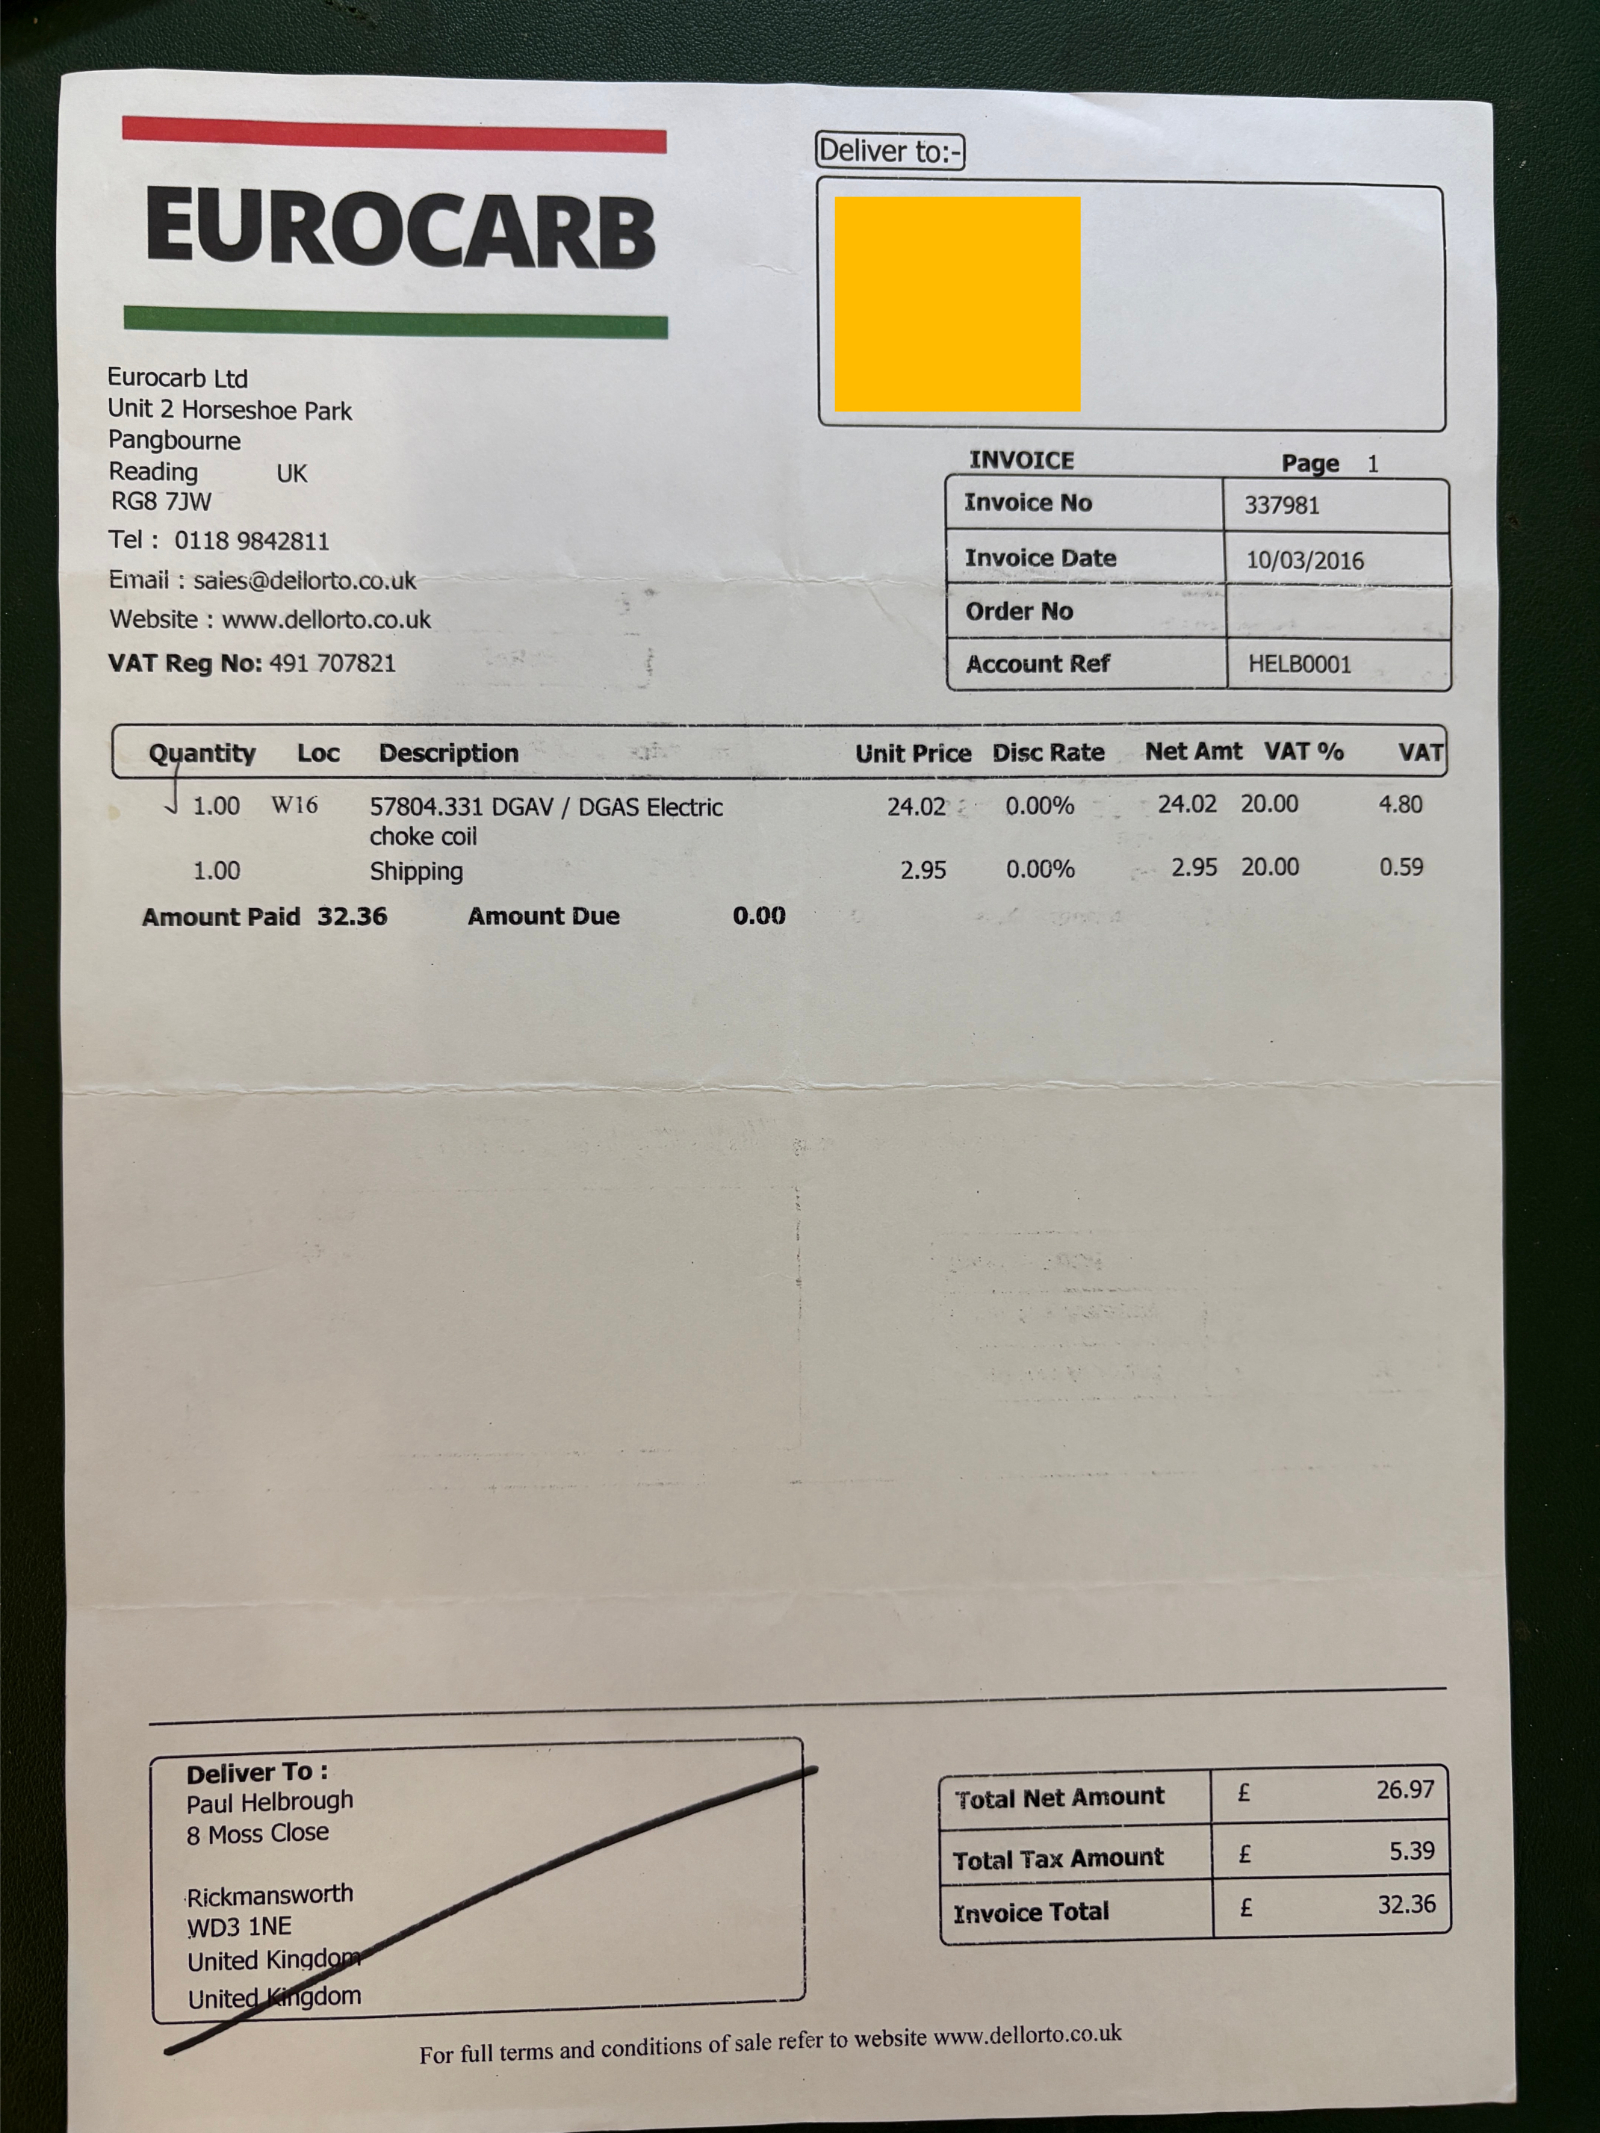 EUROCARB
Deliver to:-
Eurocarb Ltd
Unit 2 Horseshoe Park
Pangbourne
Reading UK
RG8 7JW
Tel : 0118 9842811
Email : sales@dellorto.co.uk
Website : www.dellorto.co.uk
VAT Reg No: 491 707821
INVOICE Page 1
Invoice No 337981
Invoice Date 10/03/2016
Order No
Account Ref HELB0001
Quantity Loc Description Unit Price Disc Rate Net Amt VAT % VAT
1.00 W16 57804.331 DGAV / DGAS Electric 24.02 0.00% 24.02 20.00 4.80
choke coil
1.00 Shipping 2.95 0.00% 2.95 20.00 0.59
Amount Paid 32.36 Amount Due 0.00
Deliver To :
Paul Helbrough
8 Moss Close
Rickmansworth
WD3 1NE
United Kingdom
United Kingdom
Total Net Amount £ 26.97
Total Tax Amount £ 5.39
Invoice Total £ 32.36
For full terms and conditions of sale refer to website www.dellorto.co.uk